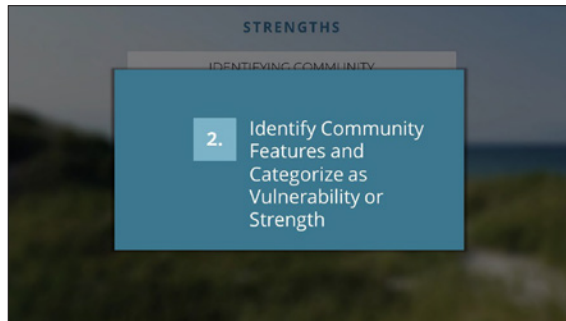 STRENGTHS
IDENTIFYING COMMUNITY
2.
Identify Community
Features and
Categorize as
Vulnerability or
Strength